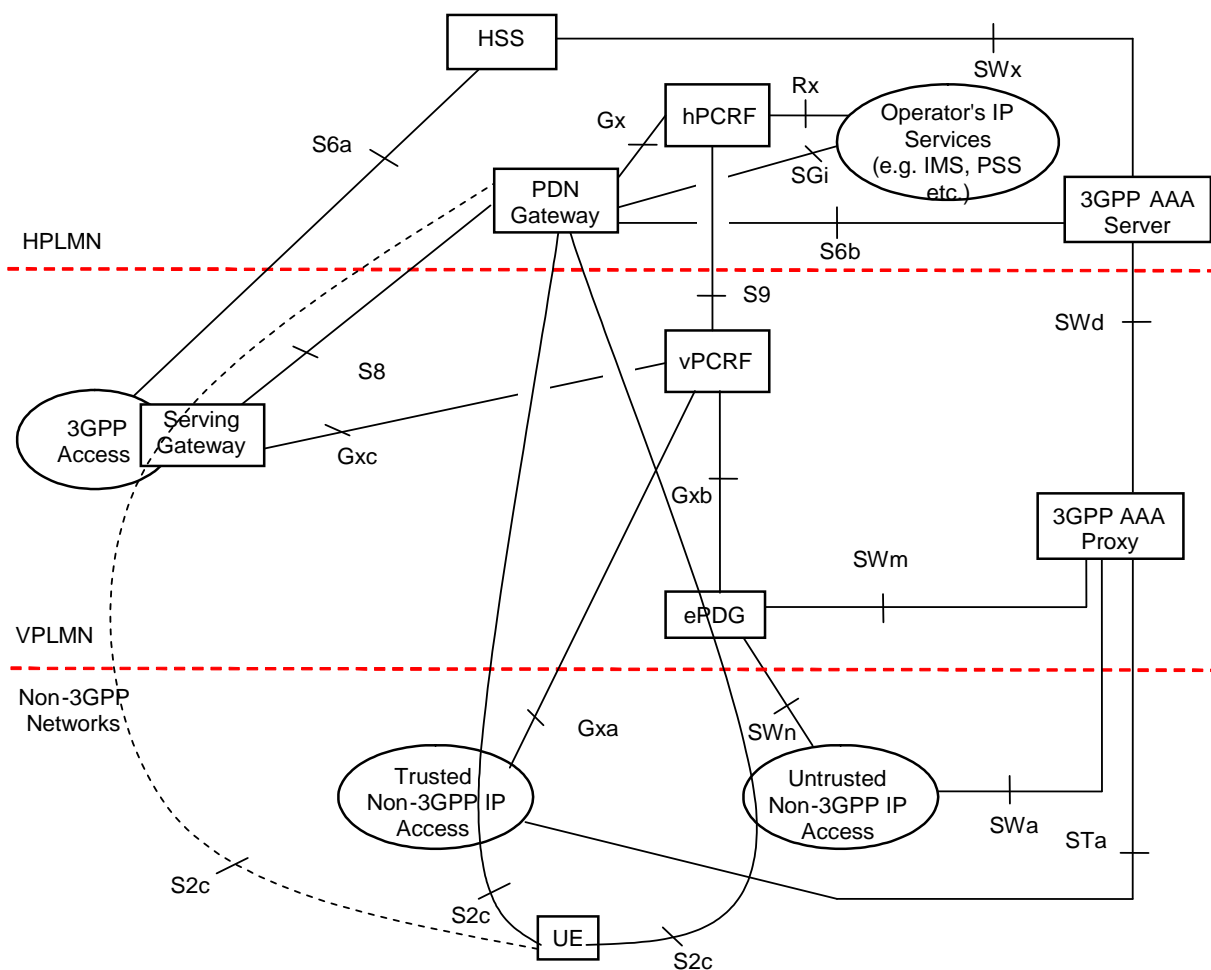 HSS
SWx
Rx
Gx
hPCRF
Operator's IP
Services
(e.g. IMS, PSS
etc.)
S6a
SGi
PDN
Gateway
3GPP AAA
Server
HPLMN
S6b
S9
SWd
vPCRF
S8
3GPP
Access
Serving
Gateway
Gxc
Gxb
3GPP AAA
Proxy
SWm
ePDG
VPLMN
Non-3GPP
Networks
Gxa
SWn
Trusted
Non-3GPP IP
Access
Untrusted
Non-3GPP IP
Access
SWa
STa
S2c
S2c
UE
S2c